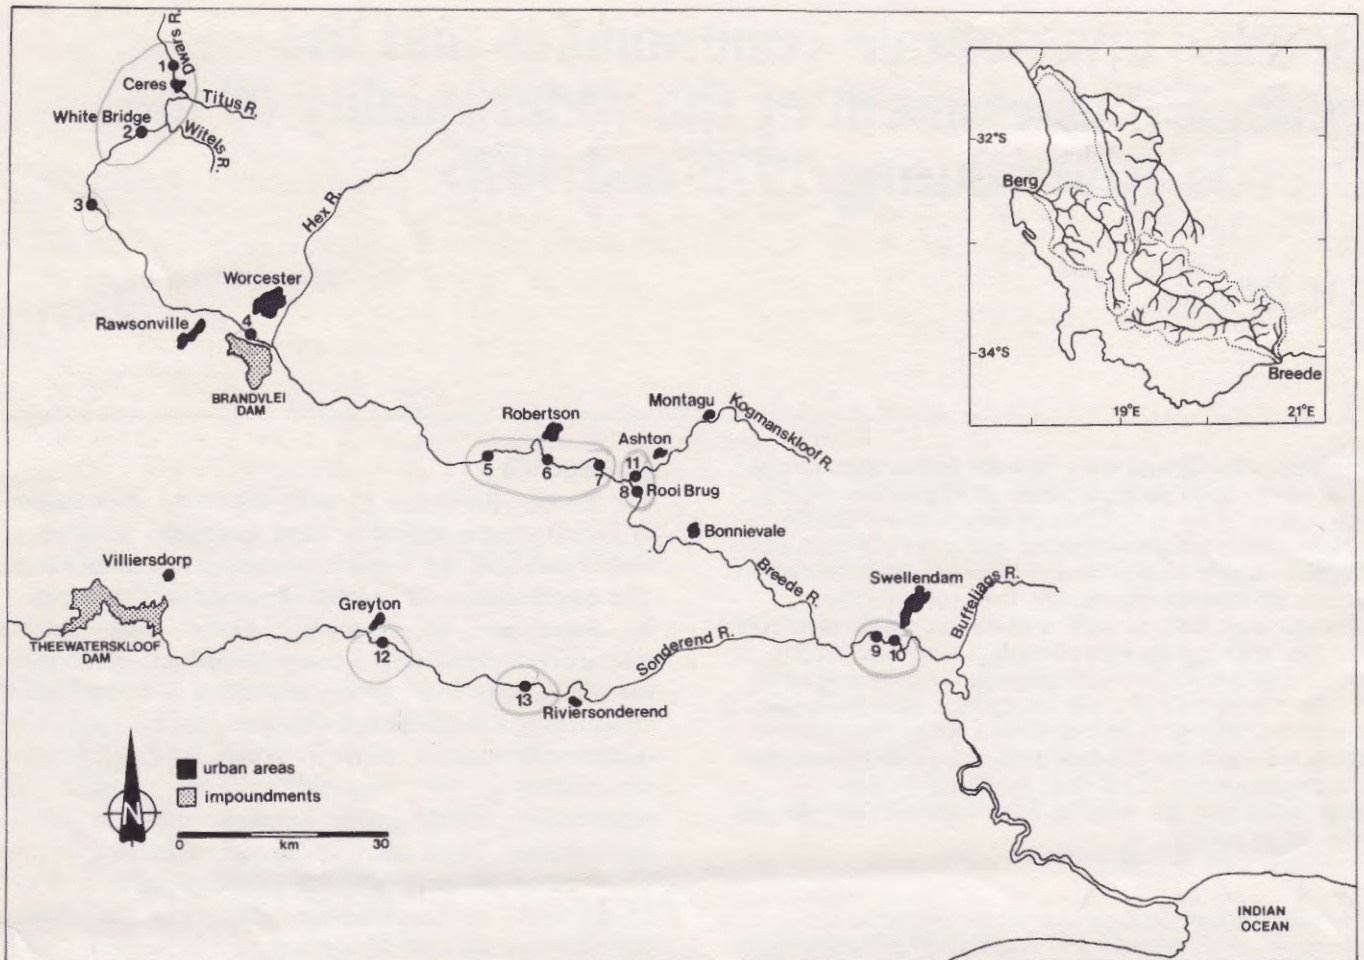 Dwars R.
1
Ceres
Titus R.
White Bridge
2
Witels R.
3
Hex R.
Worcester
4
Rawsonville
BRANDVLEI
DAM
Robertson
Montagu
Kogmanskloof R.
Ashton
5
6
7
11
8
Rooi Brug
Bonnievale
Breede R.
Villiersdorp
THEEWATERSKLOOF
DAM
Greyton
12
13
Riviersonderend
Sonderend R.
Swellendam
9
10
Buffeljags R.
INDIAN
OCEAN
N
urban areas
impoundments
0 km 30
32°S
Berg
34°S
Breede
19°E
21°E